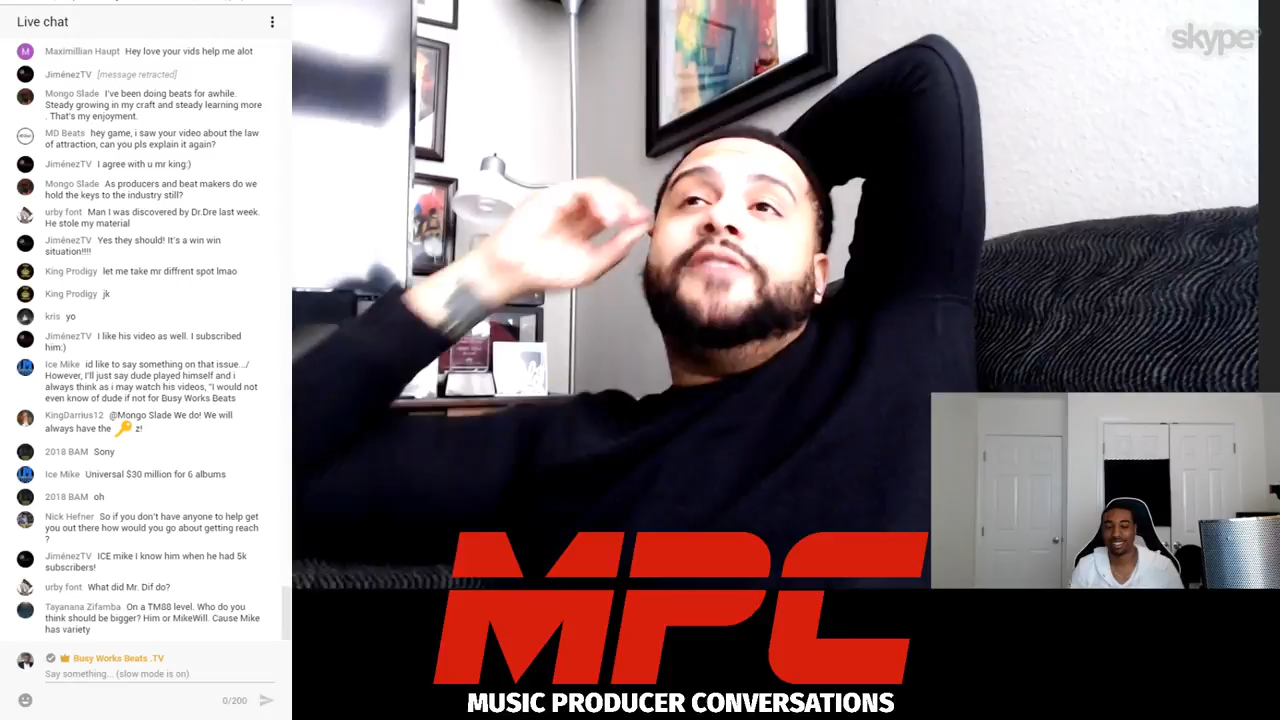 Live chat
Maximillian Haupt Hey love your vids help me alot
JiménezTV [message retracted]
Mongo Slade I've been doing beats for awhile.
Steady growing in my craft and steady learning more
. That's my enjoyment.
MD Beats hey game, i saw your video about the law
of attraction, can you pls explain it again?
JiménezTV I agree with u mr king:)
Mongo Slade As producers and beat makers do we
hold the keys to the industry still?
urby font Man I was discovered by Dr.Dre last week.
He stole my material
JiménezTV Yes they should! It's a win win
situation!!!!
King Prodigy let me take mr diffrent spot lmao
King Prodigy jk
kris yo
JiménezTV I like his video as well. I subscribed
him:)
Ice Mike id like to say something on that issue.../
However, I'll just say dude played himself and i
always think as i may watch his videos, "I would not
even know of dude if not for Busy Works Beats
KingDarrius12 @Mongo Slade We do! We will
always have the 🔑 z!
2018 BAM Sony
Ice Mike Universal $30 million for 6 albums
2018 BAM oh
Nick Hefner So if you don't have anyone to help get
you out there how would you go about getting reach
?
JiménezTV ICE mike I know him when he had 5k
subscribers!
urby font What did Mr. Dif do?
Tayanana Zifamba On a TM88 level. Who do you
think should be bigger? Him or MikeWill. Cause Mike
has variety
Busy Works Beats .TV
Say something... (slow mode is on)
0/200
M
skype
MPC
MUSIC PRODUCER CONVERSATIONS